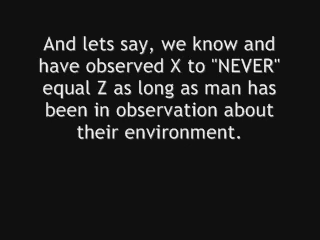 And lets say, we know and
have observed X to "NEVER"
equal Z as long as man has
been in observation about
their environment.